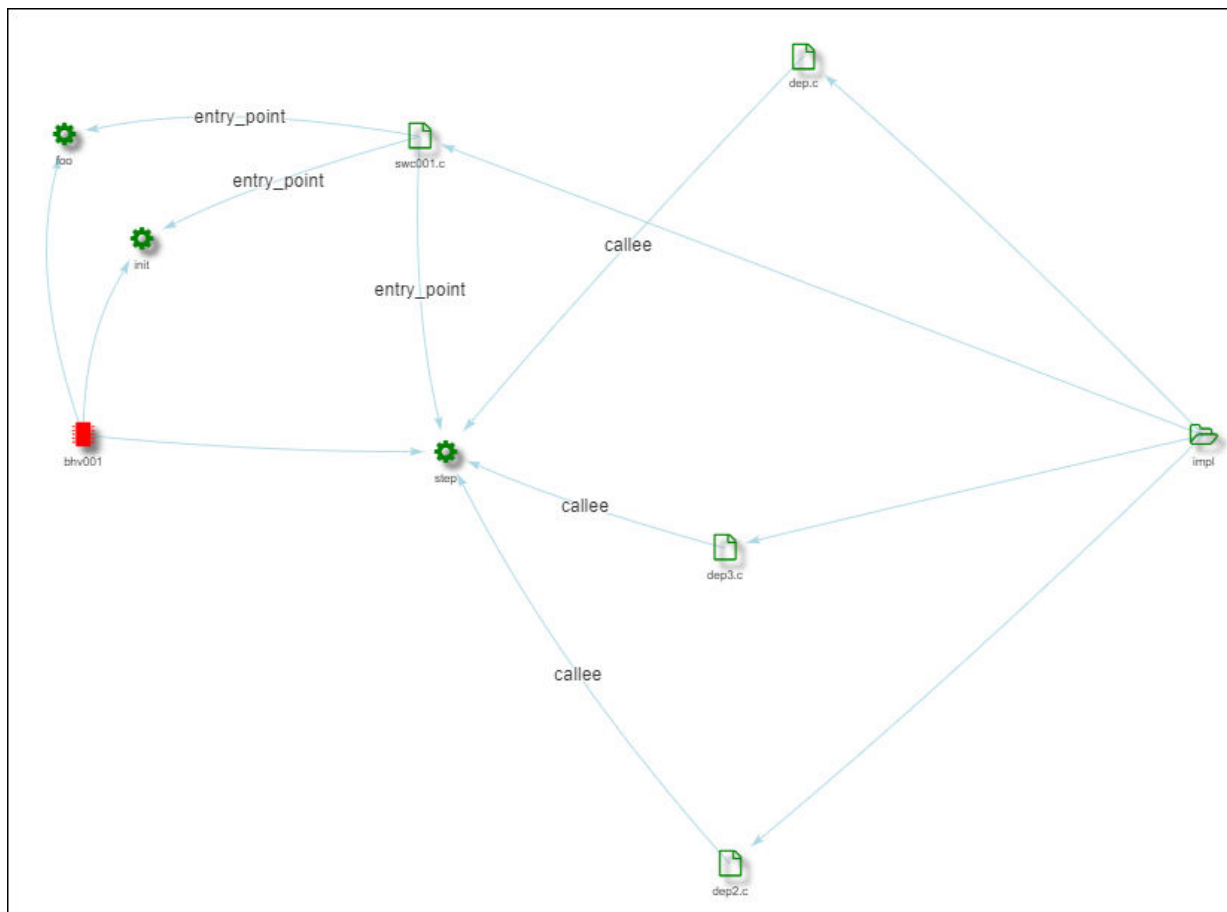 dep.c
entry_point
foo
swc001.c
entry_point
init
callee
entry_point
bhv001
impl
step
callee
dep3.c
callee
dep2.c